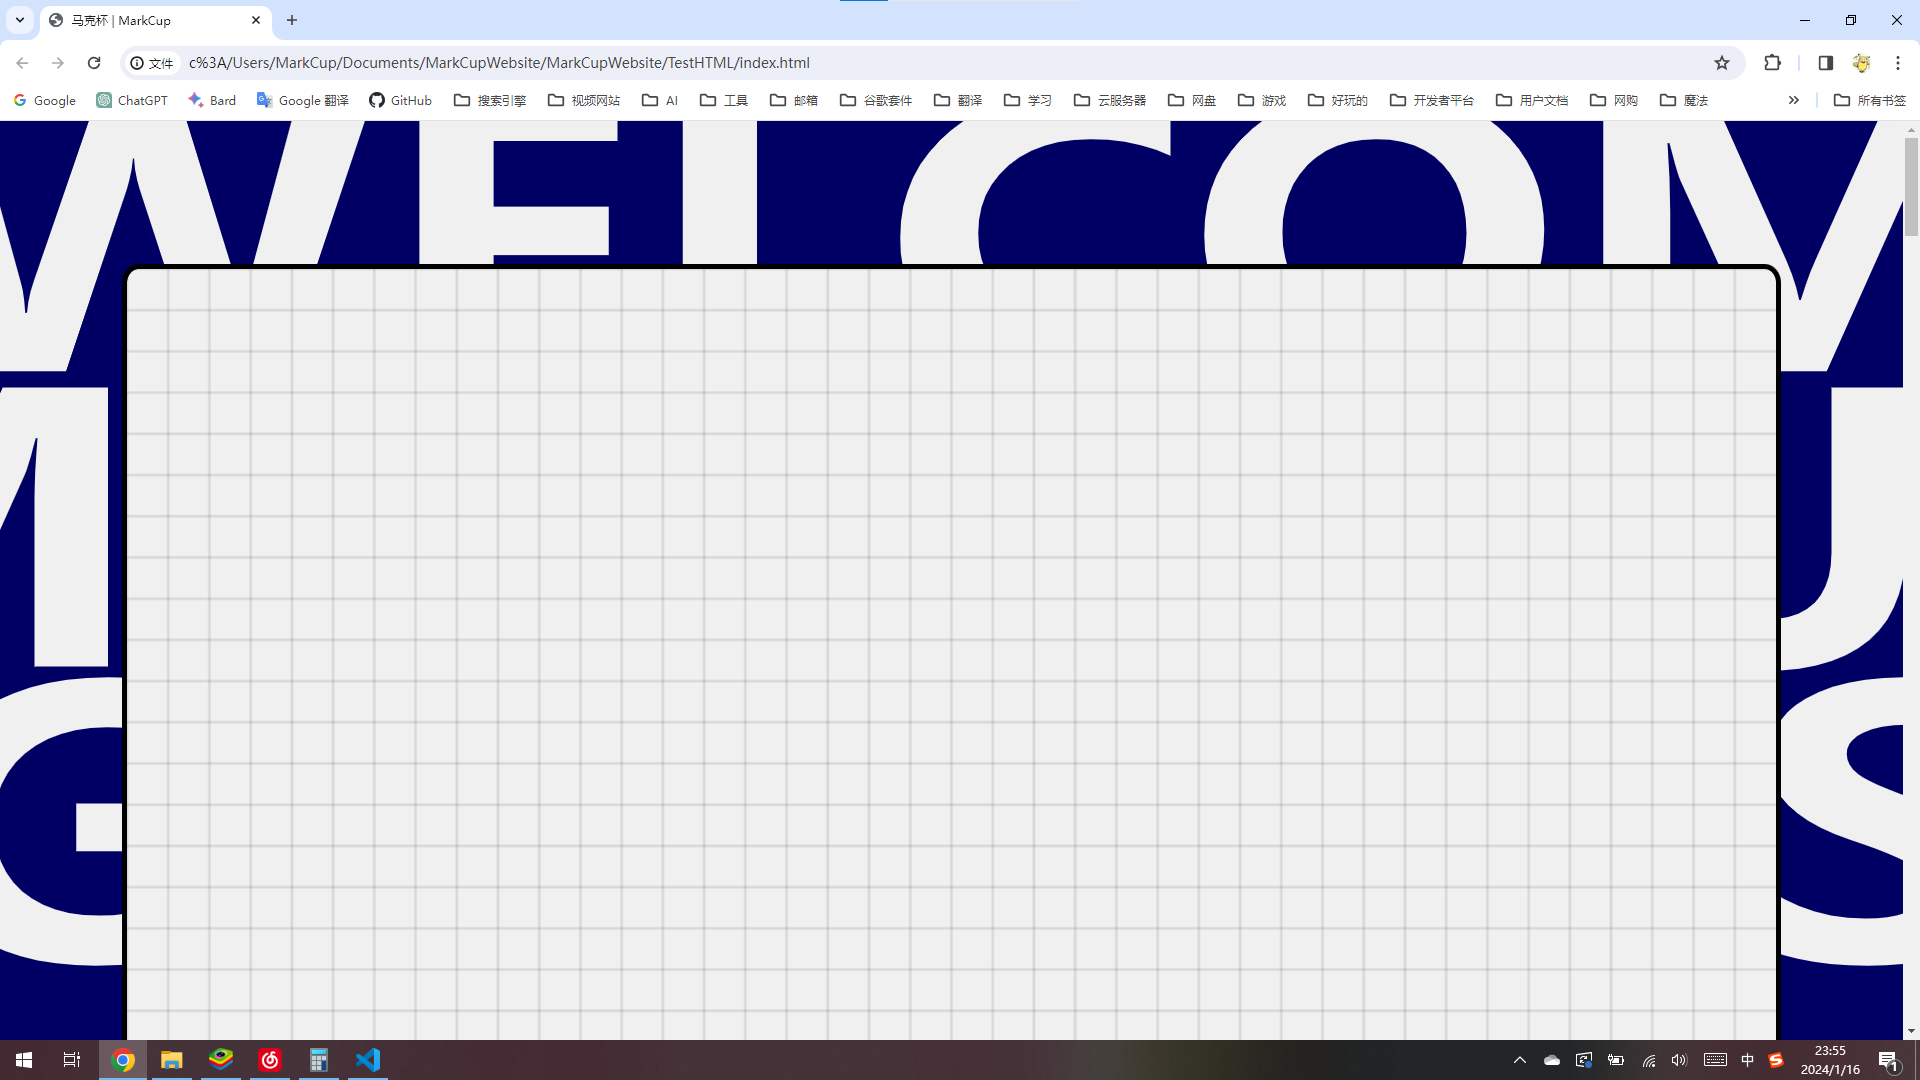 马克杯 | MarkCup
文件 c%3A/Users/MarkCup/Documents/MarkCupWebsite/MarkCupWebsite/TestHTML/index.html
Google ChatGPT Bard Google 翻译 GitHub 搜索引擎 视频网站 AI 工具 邮箱 谷歌套件 翻译 学习 云服务器 网盘 游戏 好玩的 开发者平台 用户文档 网购 魔法 所有书签
WELCOM
M U
G S
中 23:55
2024/1/16 1